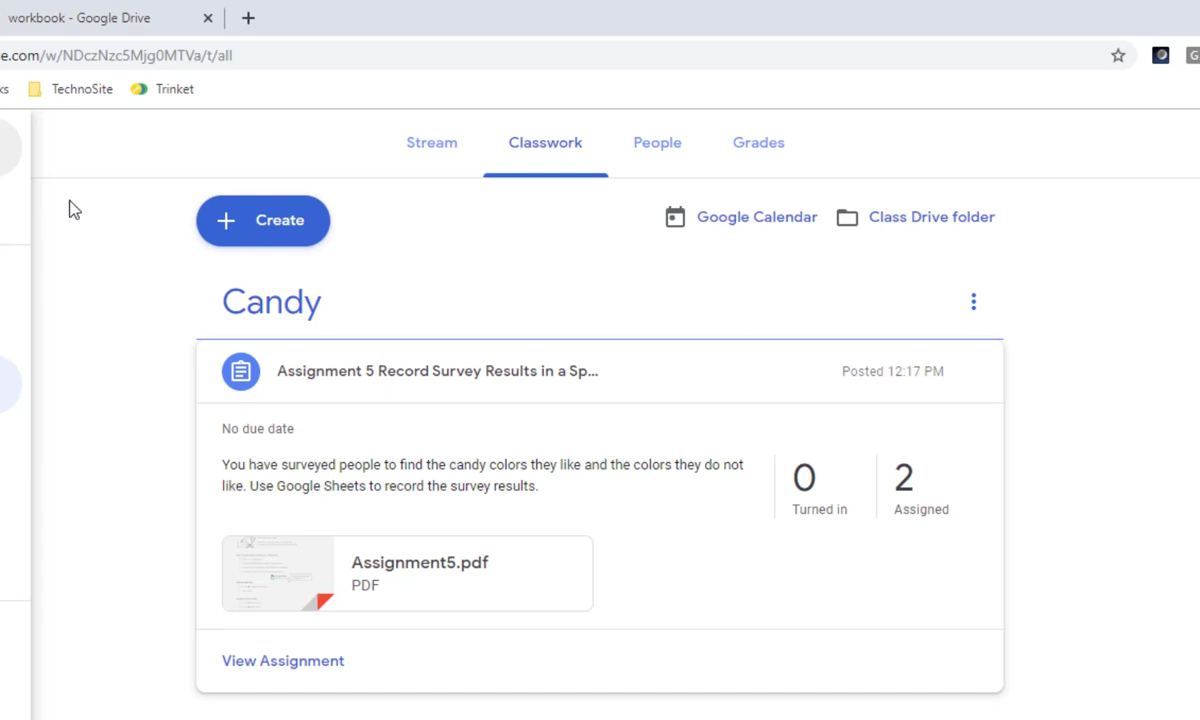 workbook - Google Drive
e.com/w/NDczNzc5Mjg0MTVa/t/all
ks TechnoSite Trinket
Stream Classwork People Grades
Create Google Calendar Class Drive folder
Candy
Assignment 5 Record Survey Results in a Sp... Posted 12:17 PM
No due date
You have surveyed people to find the candy colors they like and the colors they do not
like. Use Google Sheets to record the survey results.
0 2
Turned in Assigned
Assignment5.pdf
PDF
View Assignment